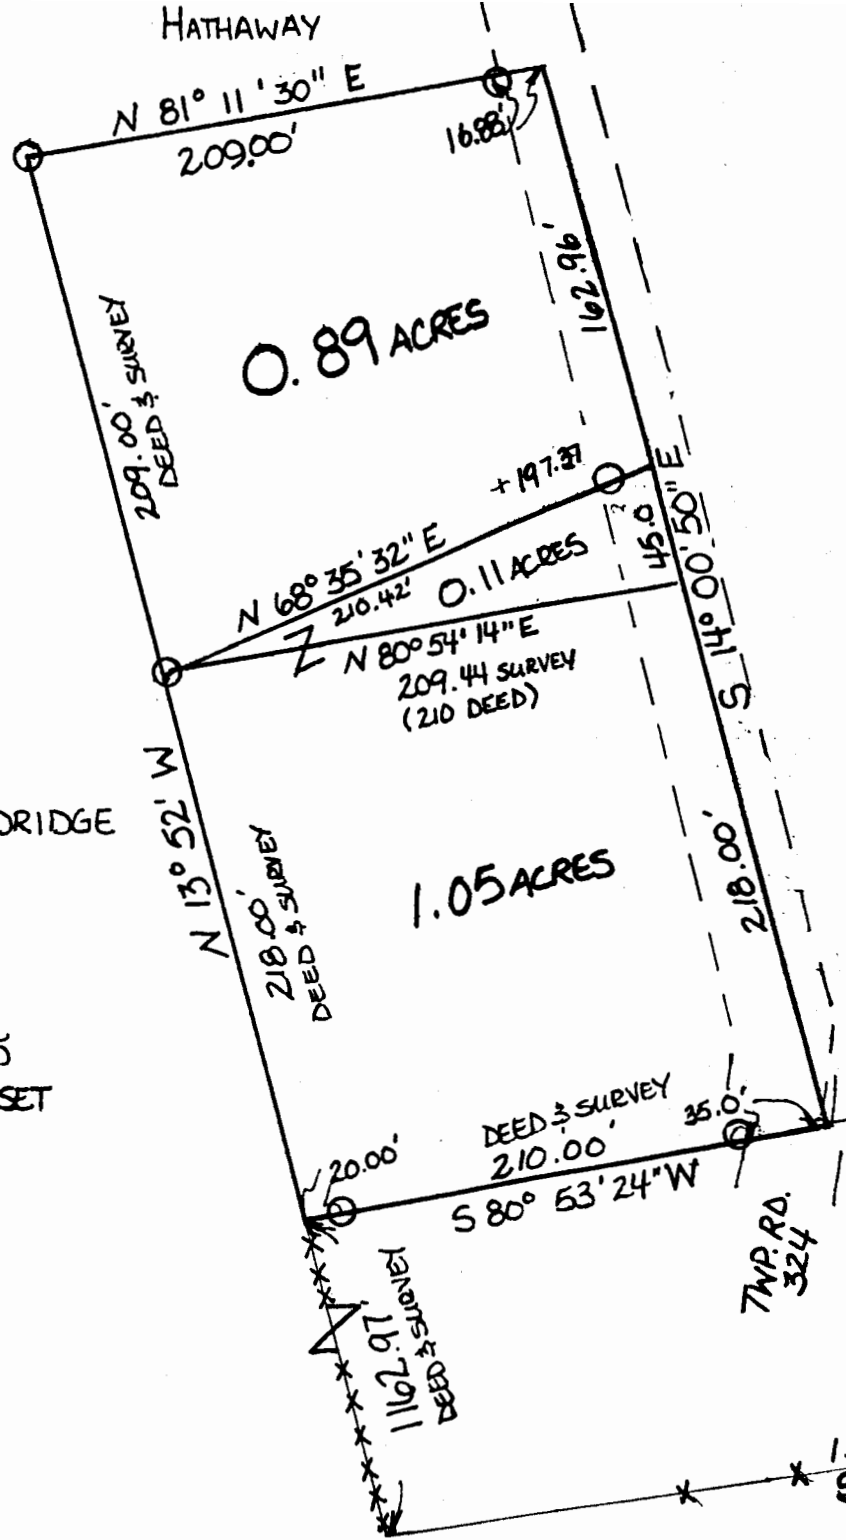 HATHAWAY
N 81° 11' 30" E
209.00'
16.88'
162.96'
209.00'
DEED & SURVEY
0.89 ACRES
+ 197.37
N 68° 35' 32" E
210.42'
0.11 ACRES
45.0
N 80° 54' 14" E
209.44 SURVEY
(210 DEED)
S 14° 00' 50" E
N 13° 52' W
DRIDGE
218.00'
DEED & SURVEY
1.05 ACRES
218.00'
SET
DEED & SURVEY
210.00'
35.0'
20.00'
S 80° 53' 24" W
TWP. RD.
324
1162.97'
DEED & SURVEY